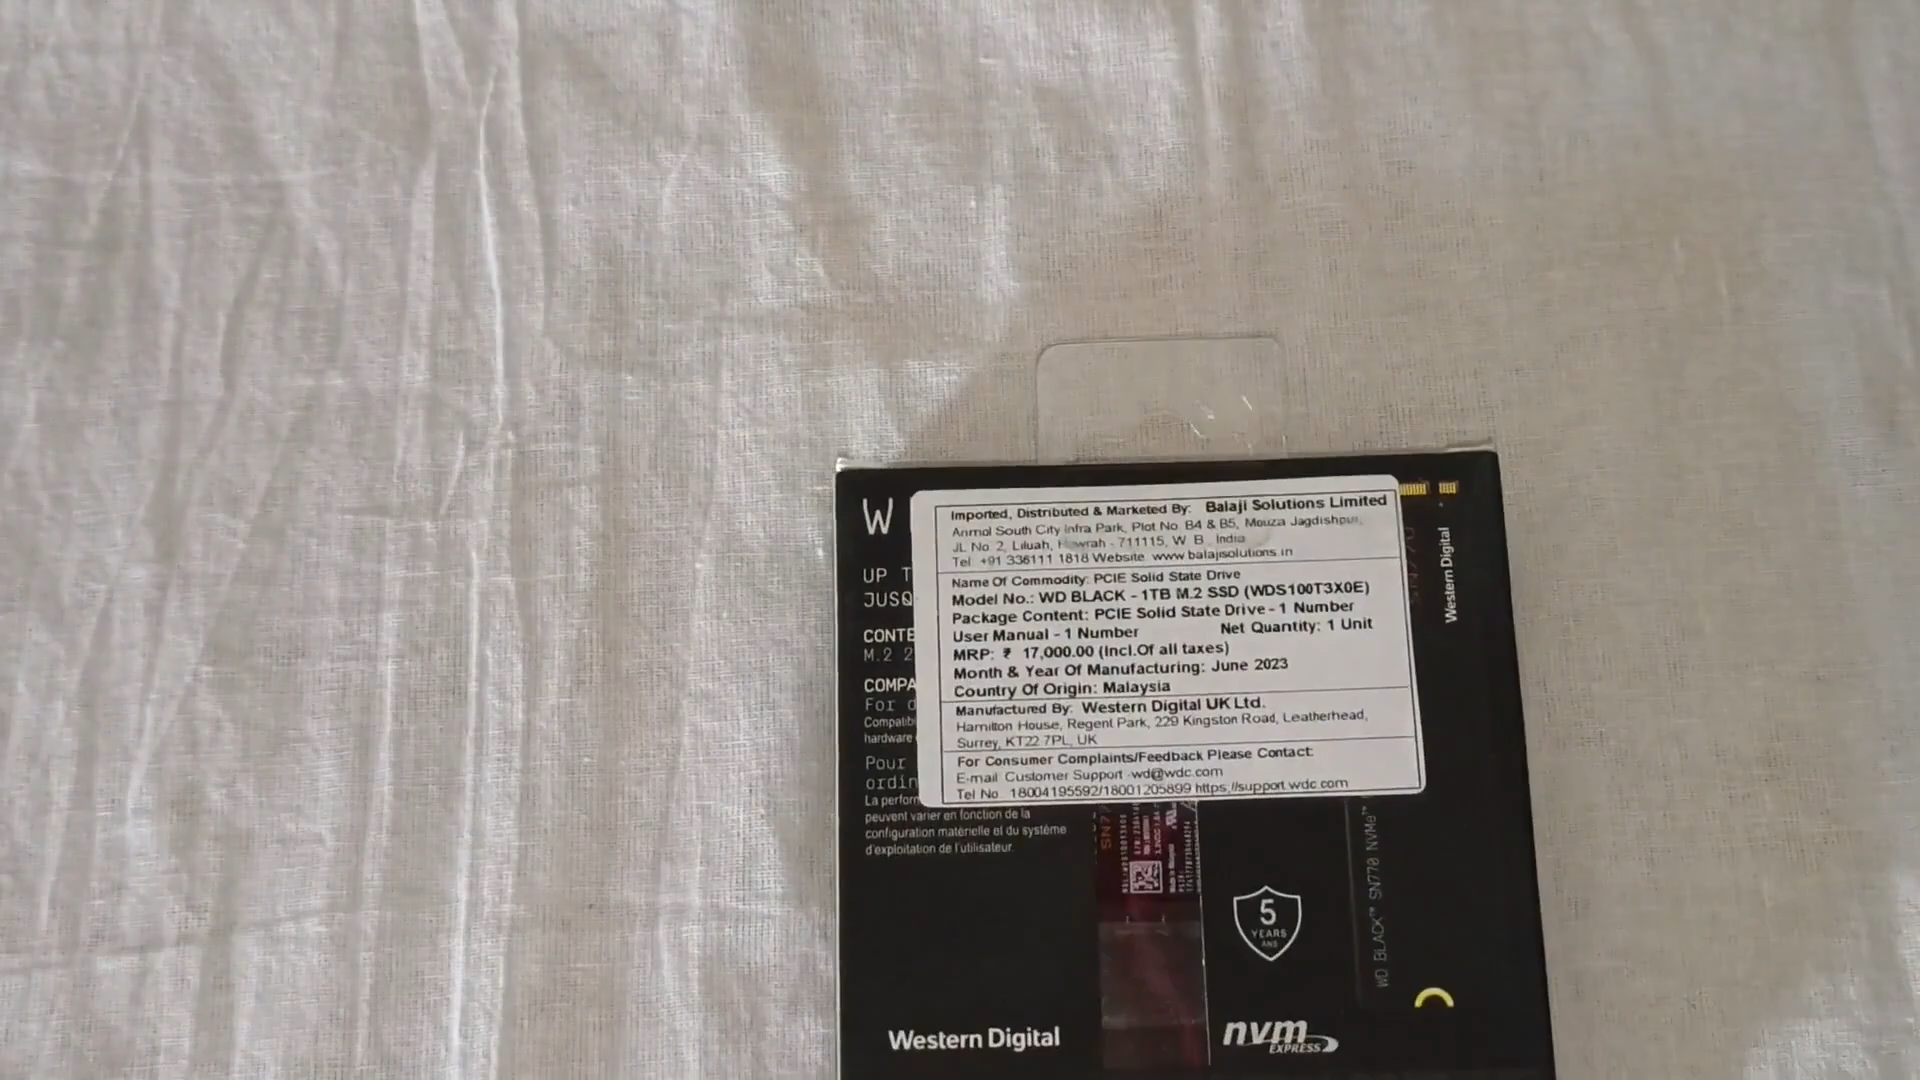 W
UP T
JUSQ
CONTE
M.2 2
COMPA
For d
Compatibi
hardware
Pour
ordin
La perform
peuvent varier en fonction de la
configuration matérielle et du système
d'exploitation de l'utilisateur.
Western Digital
Imported, Distributed & Marketed By: Balaji Solutions Limited
Anmol South City Infra Park, Plot No. B4 & B5, Mouza Jagdishpur,
JL No. 2, Liluah, Howrah - 711115, W. B. India
Tel: +91 336111 1818 Website: www.balajisolutions.in
Name Of Commodity: PCIE Solid State Drive
Model No.: WD BLACK - 1TB M.2 SSD (WDS100T3X0E)
Package Content: PCIE Solid State Drive - 1 Number
User Manual - 1 Number Net Quantity: 1 Unit
MRP: ₹ 17,000.00 (Incl.Of all taxes)
Month & Year Of Manufacturing: June 2023
Country Of Origin: Malaysia
Manufactured By: Western Digital UK Ltd.
Hamilton House, Regent Park, 229 Kingston Road, Leatherhead,
Surrey, KT22 7PL, UK
For Consumer Complaints/Feedback Please Contact:
E-mail Customer Support -wd@wdc.com
Tel No. 18004195592/18001205899 https://support.wdc.com
SN7
5
YEARS
ANS
nvm
EXPRESS
Western Digital
WD BLACK™ SN770 NVMe™